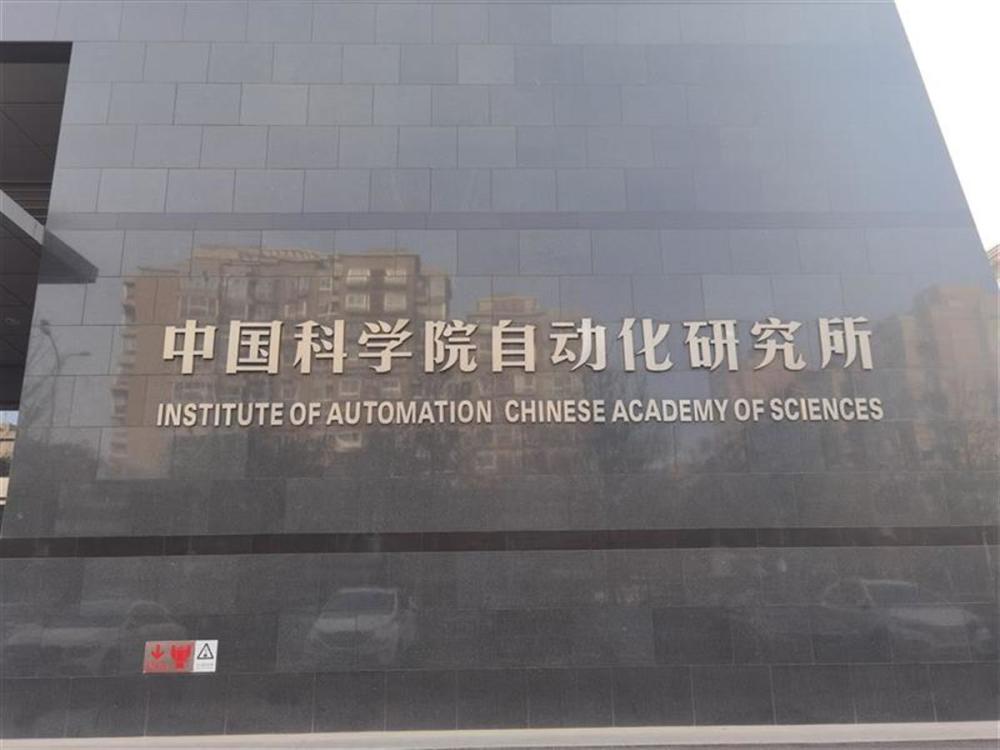 中国科学院自动化研究所
INSTITUTE OF AUTOMATION CHINESE ACADEMY OF SCIENCES